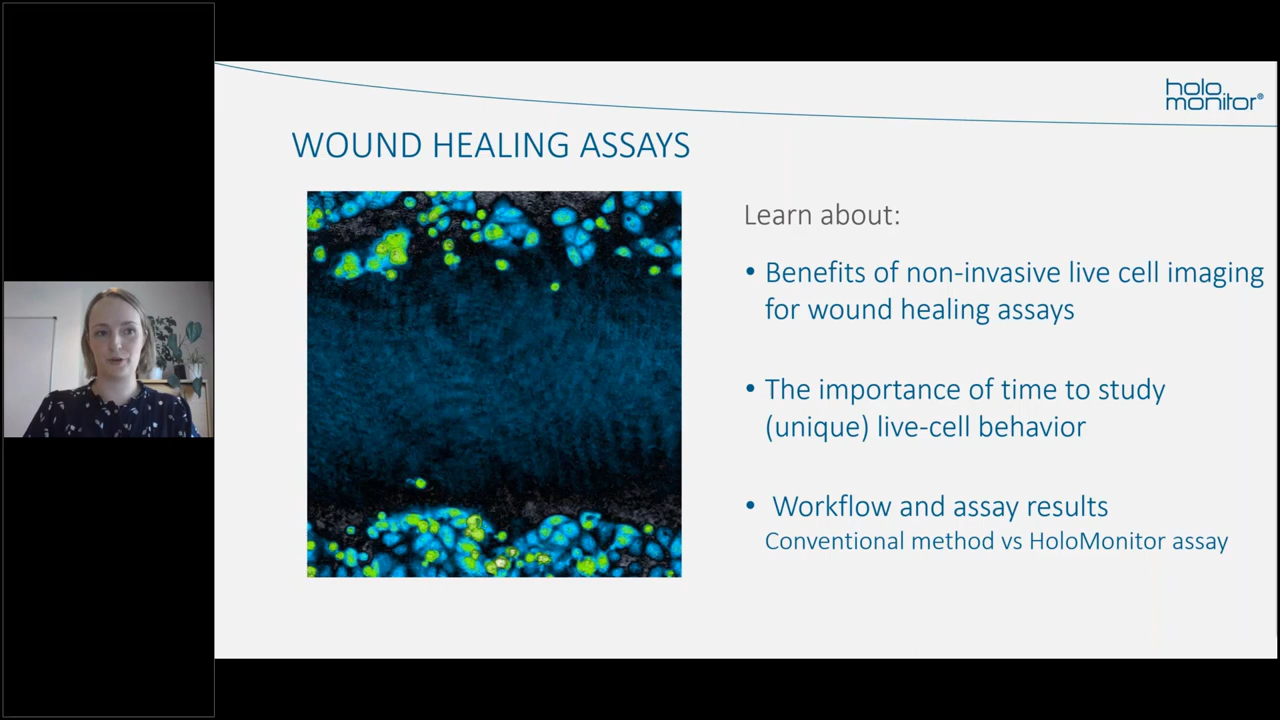 holo
monitor®
WOUND HEALING ASSAYS
Learn about:
• Benefits of non-invasive live cell imaging
for wound healing assays
• The importance of time to study
(unique) live-cell behavior
• Workflow and assay results
Conventional method vs HoloMonitor assay